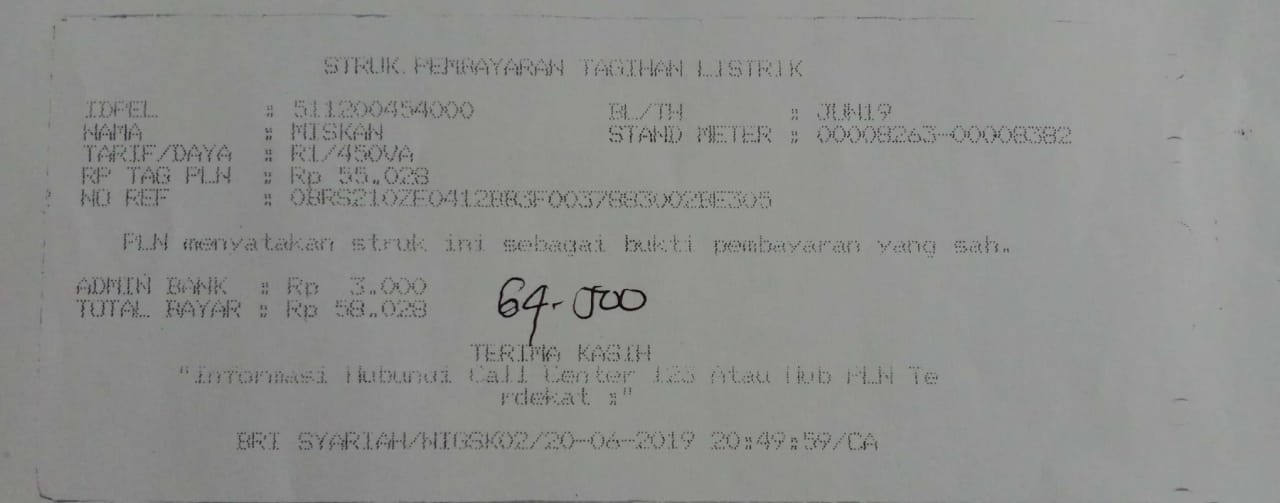 STRUK PEMBAYARAN TAGIHAN LISTRIK
IDPEL : 511200454000 BL/TH : JUN19
NAMA : MISKAN STAND METER : 00008263-00008382
TARIF/DAYA : R1/450VA
RP TAG PLN : Rp 55.028
NO REF : 0BRS210ZE0412BB3F0037883002BE305
PLN menyatakan struk ini sebagai bukti pembayaran yang sah.
ADMIN BANK : Rp 3.000
TOTAL BAYAR : Rp 58.028
64.000
TERIMA KASIH
"Informasi Hubungi Call Center 123 Atau Hub PLN Te
rdekat :"
BRI SYARIAH/NIGSK02/20-06-2019 20:49:59/CA